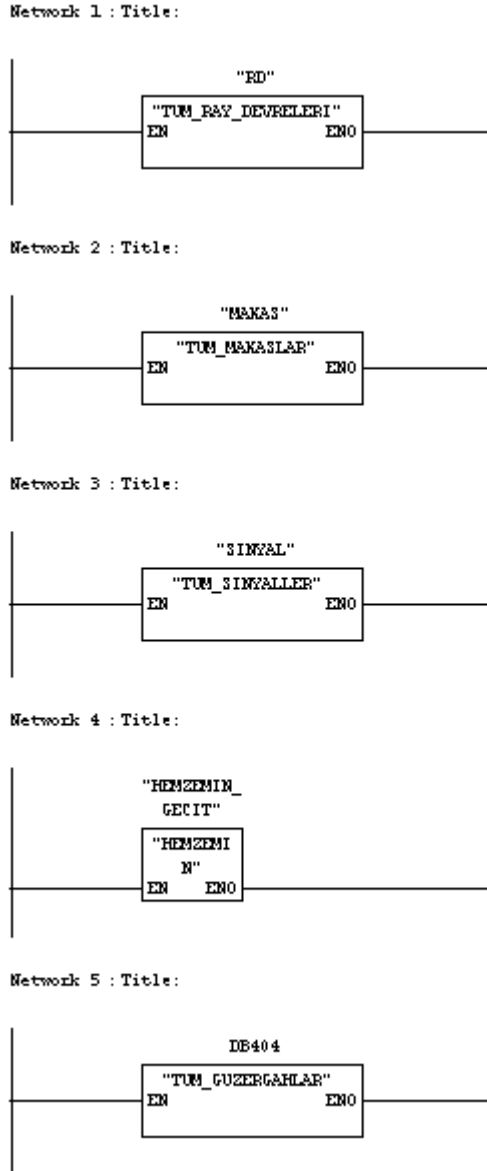 Network 1 : Title:
"RD"
"TUM_RAY_DEVRELERI"
EN ENO
Network 2 : Title:
"MAKAS"
"TUM_MAKASLAR"
EN ENO
Network 3 : Title:
"SINYAL"
"TUM_SINYALLER"
EN ENO
Network 4 : Title:
"HEMZEMIN_
GECIT"
"HEMZEMI
N"
EN ENO
Network 5 : Title:
DB404
"TUM_GUZERGAHLAR"
EN ENO